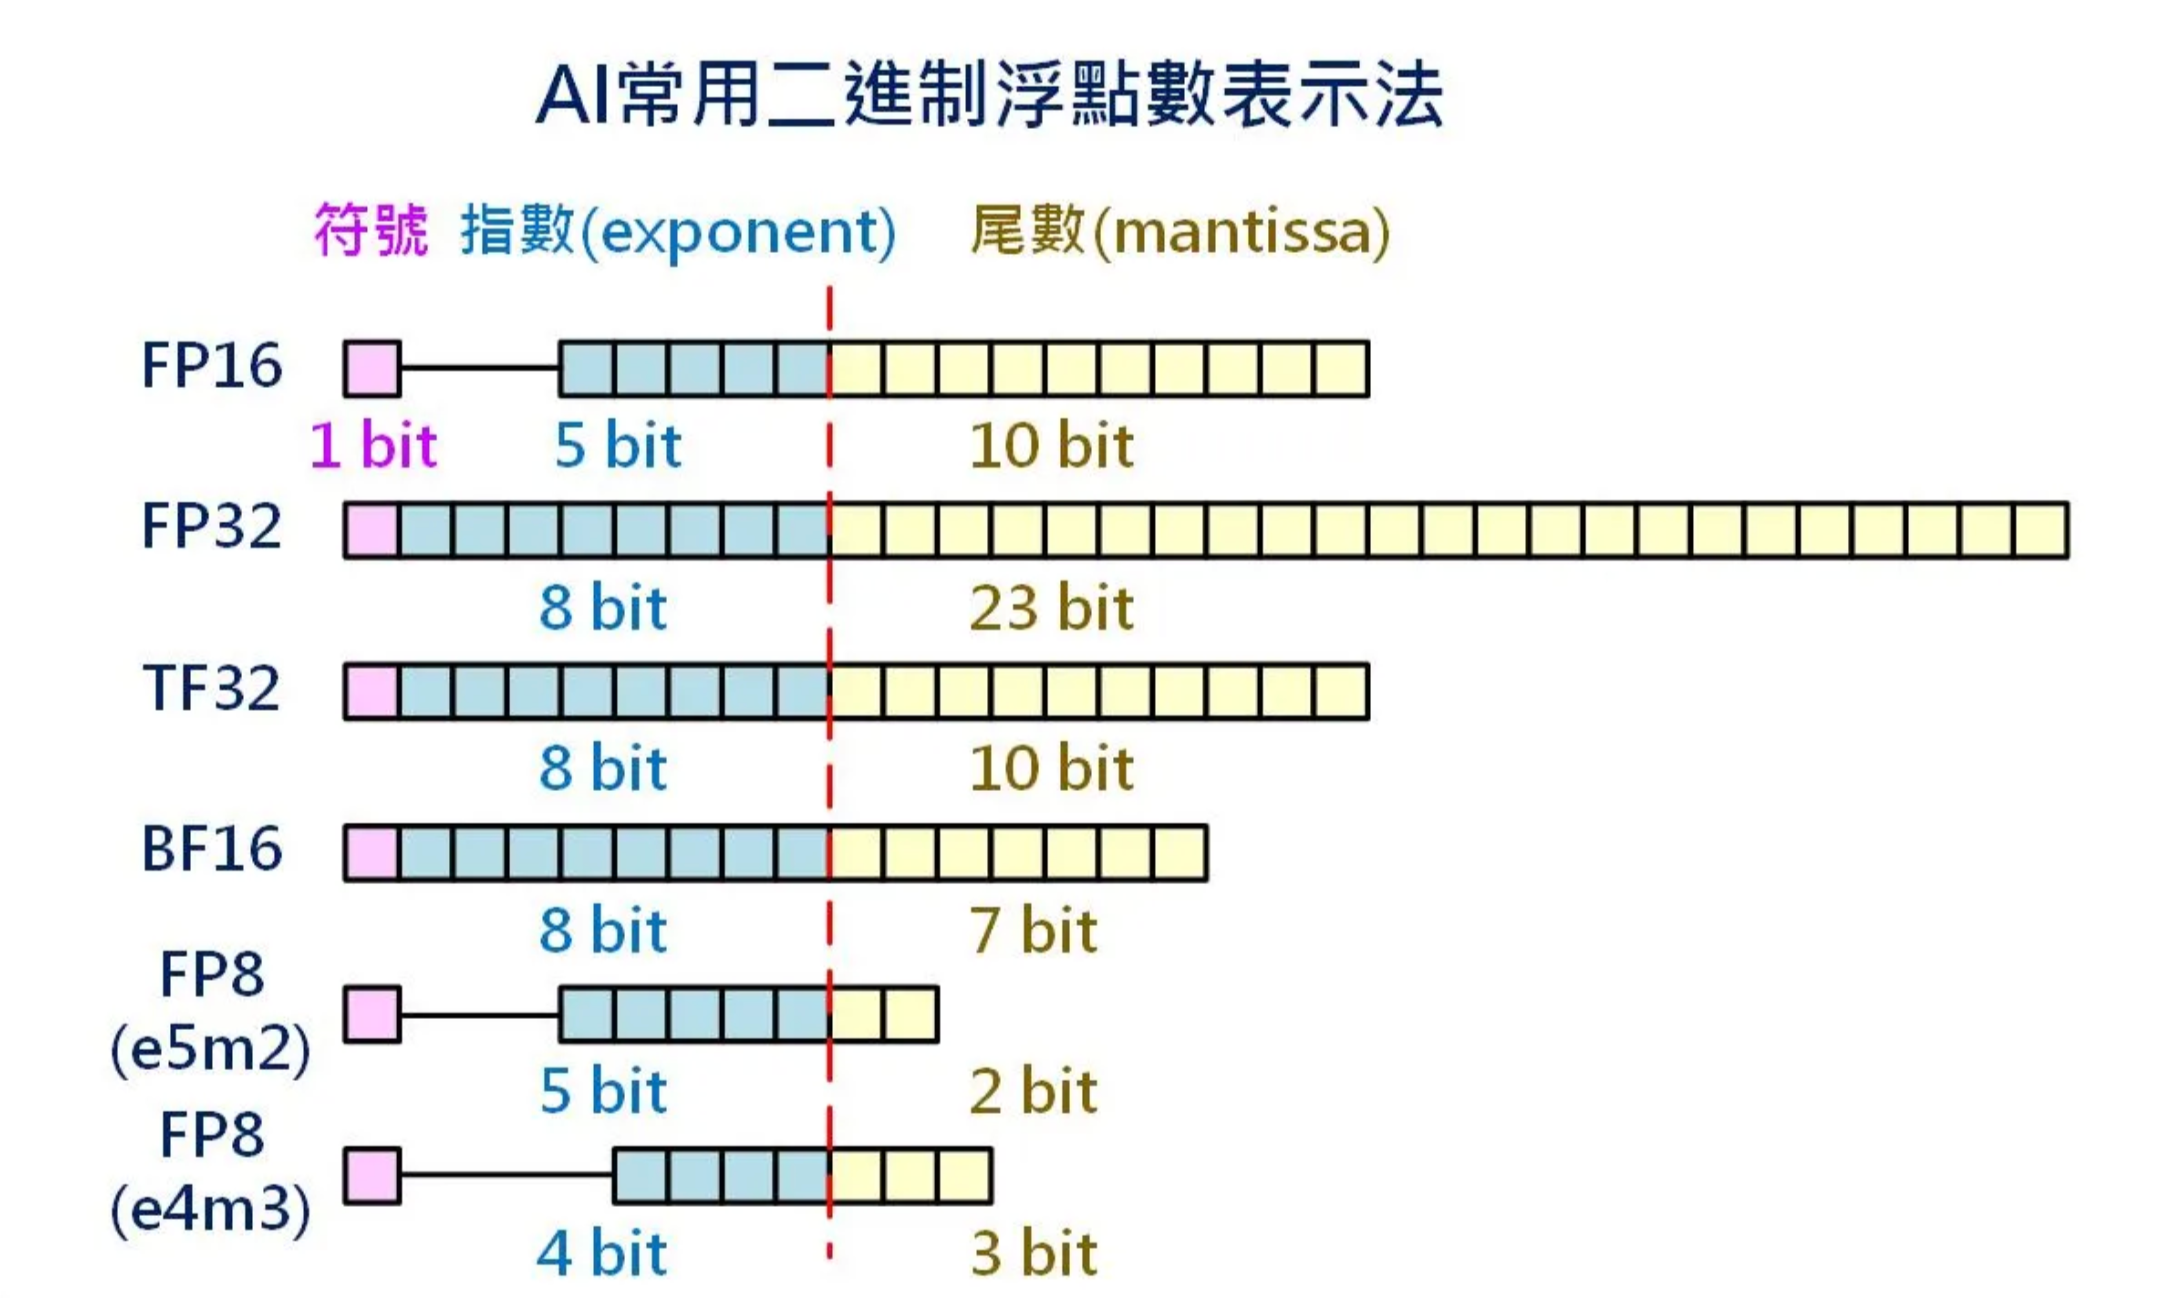 AI常用二進制浮點數表示法
符號 指數(exponent) 尾數(mantissa)
FP16
1 bit 5 bit 10 bit
FP32
8 bit 23 bit
TF32
8 bit 10 bit
BF16
8 bit 7 bit
FP8
(e5m2)
5 bit 2 bit
FP8
(e4m3)
4 bit 3 bit